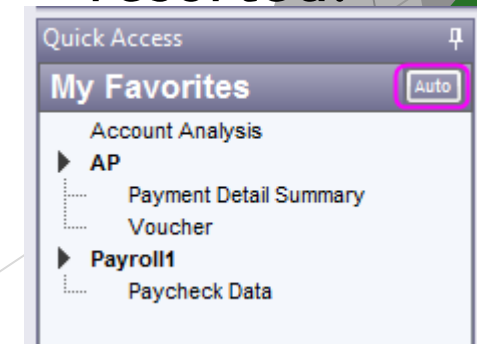 Quick Access
My Favorites Auto
Account Analysis
AP
Payment Detail Summary
Voucher
Payroll1
Paycheck Data